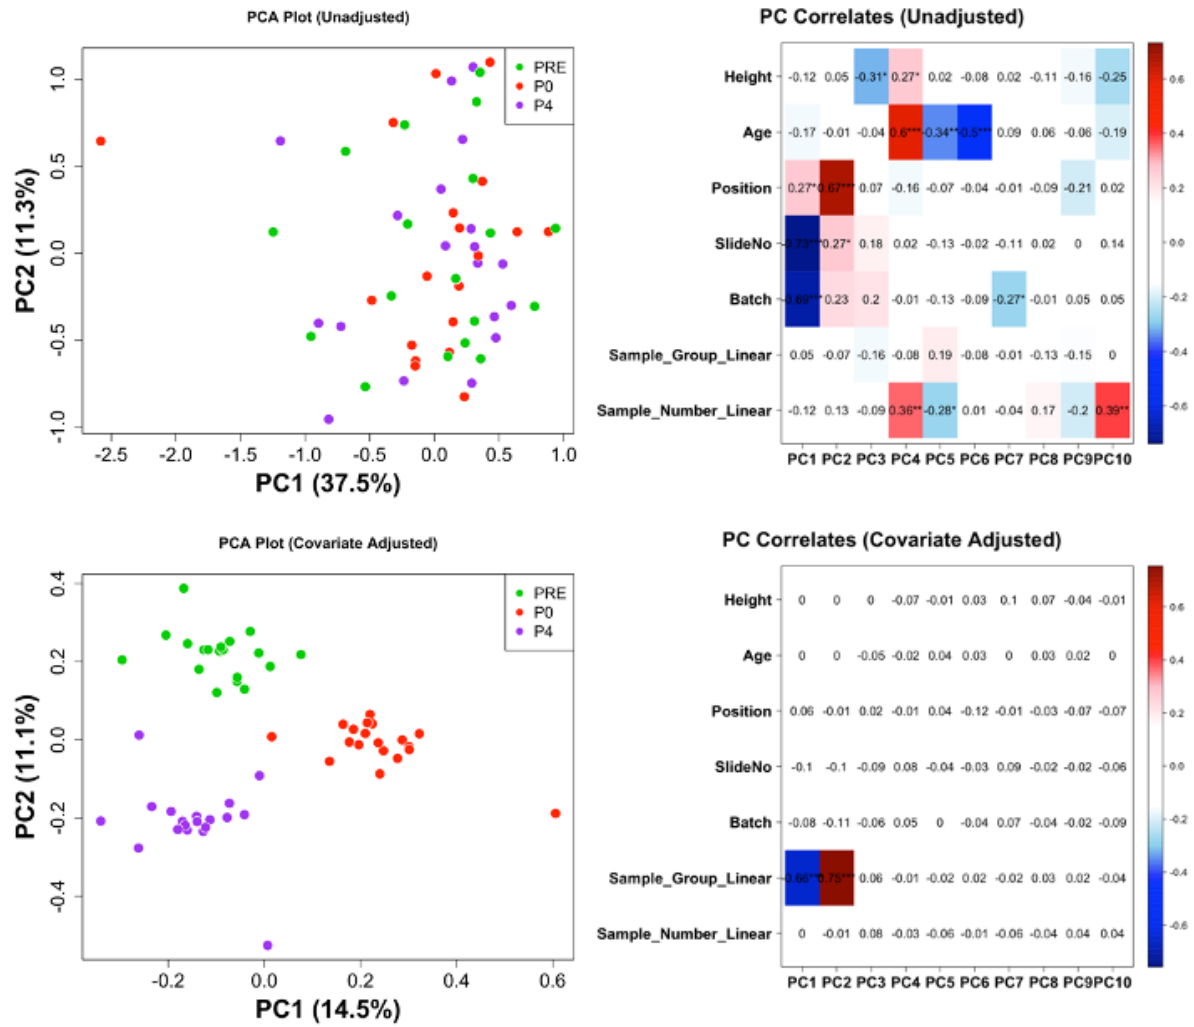 PCA Plot (Unadjusted)
PC2 (11.3%)
1.0
0.5
0.0
-0.5
-1.0
PRE
P0
P4
-2.5 -2.0 -1.5 -1.0 -0.5 0.0 0.5 1.0
PC1 (37.5%)
PC Correlates (Unadjusted)
Height -0.12 0.05 -0.31* 0.27* 0.02 -0.08 0.02 -0.11 -0.16 -0.25
Age -0.17 -0.01 -0.04 0.6*** -0.34** -0.5*** 0.09 0.06 -0.06 -0.19
Position 0.27* 0.67*** 0.07 -0.16 -0.07 -0.04 -0.01 -0.09 -0.21 0.02
SlideNo -0.73*** 0.27* 0.18 0.02 -0.13 -0.02 -0.11 0.02 0 0.14
Batch -0.69*** 0.23 0.2 -0.01 -0.13 -0.09 -0.27* -0.01 0.05 0.05
Sample_Group_Linear 0.05 -0.07 -0.16 -0.08 0.19 -0.08 -0.01 -0.13 -0.15 0
Sample_Number_Linear -0.12 0.13 -0.09 0.36** -0.28* 0.01 -0.04 0.17 -0.2 0.39**
PC1 PC2 PC3 PC4 PC5 PC6 PC7 PC8 PC9 PC10
0.6
0.4
0.2
0.0
-0.2
-0.4
-0.6
PCA Plot (Covariate Adjusted)
PC2 (11.1%)
0.4
0.2
0.0
-0.2
-0.4
PRE
P0
P4
-0.2 0.0 0.2 0.4 0.6
PC1 (14.5%)
PC Correlates (Covariate Adjusted)
Height 0 0 0 -0.07 -0.01 0.03 0.1 0.07 -0.04 -0.01
Age 0 0 -0.05 -0.02 0.04 0.03 0 0.03 0.02 0
Position 0.06 -0.01 0.02 -0.01 0.04 -0.12 -0.01 -0.03 -0.07 -0.07
SlideNo -0.1 -0.1 -0.09 0.08 -0.04 -0.03 0.09 -0.02 -0.02 -0.06
Batch -0.08 -0.11 -0.06 0.05 0 -0.04 0.07 -0.04 -0.02 -0.09
Sample_Group_Linear 0.75*** 0.06 -0.01 -0.02 0.02 -0.02 0.03 0.02 -0.04
Sample_Number_Linear 0 -0.01 0.08 -0.03 -0.06 -0.01 -0.06 -0.04 0.04 0.04
PC1 PC2 PC3 PC4 PC5 PC6 PC7 PC8 PC9 PC10
0.6
0.4
0.2
0.0
-0.2
-0.4
-0.6